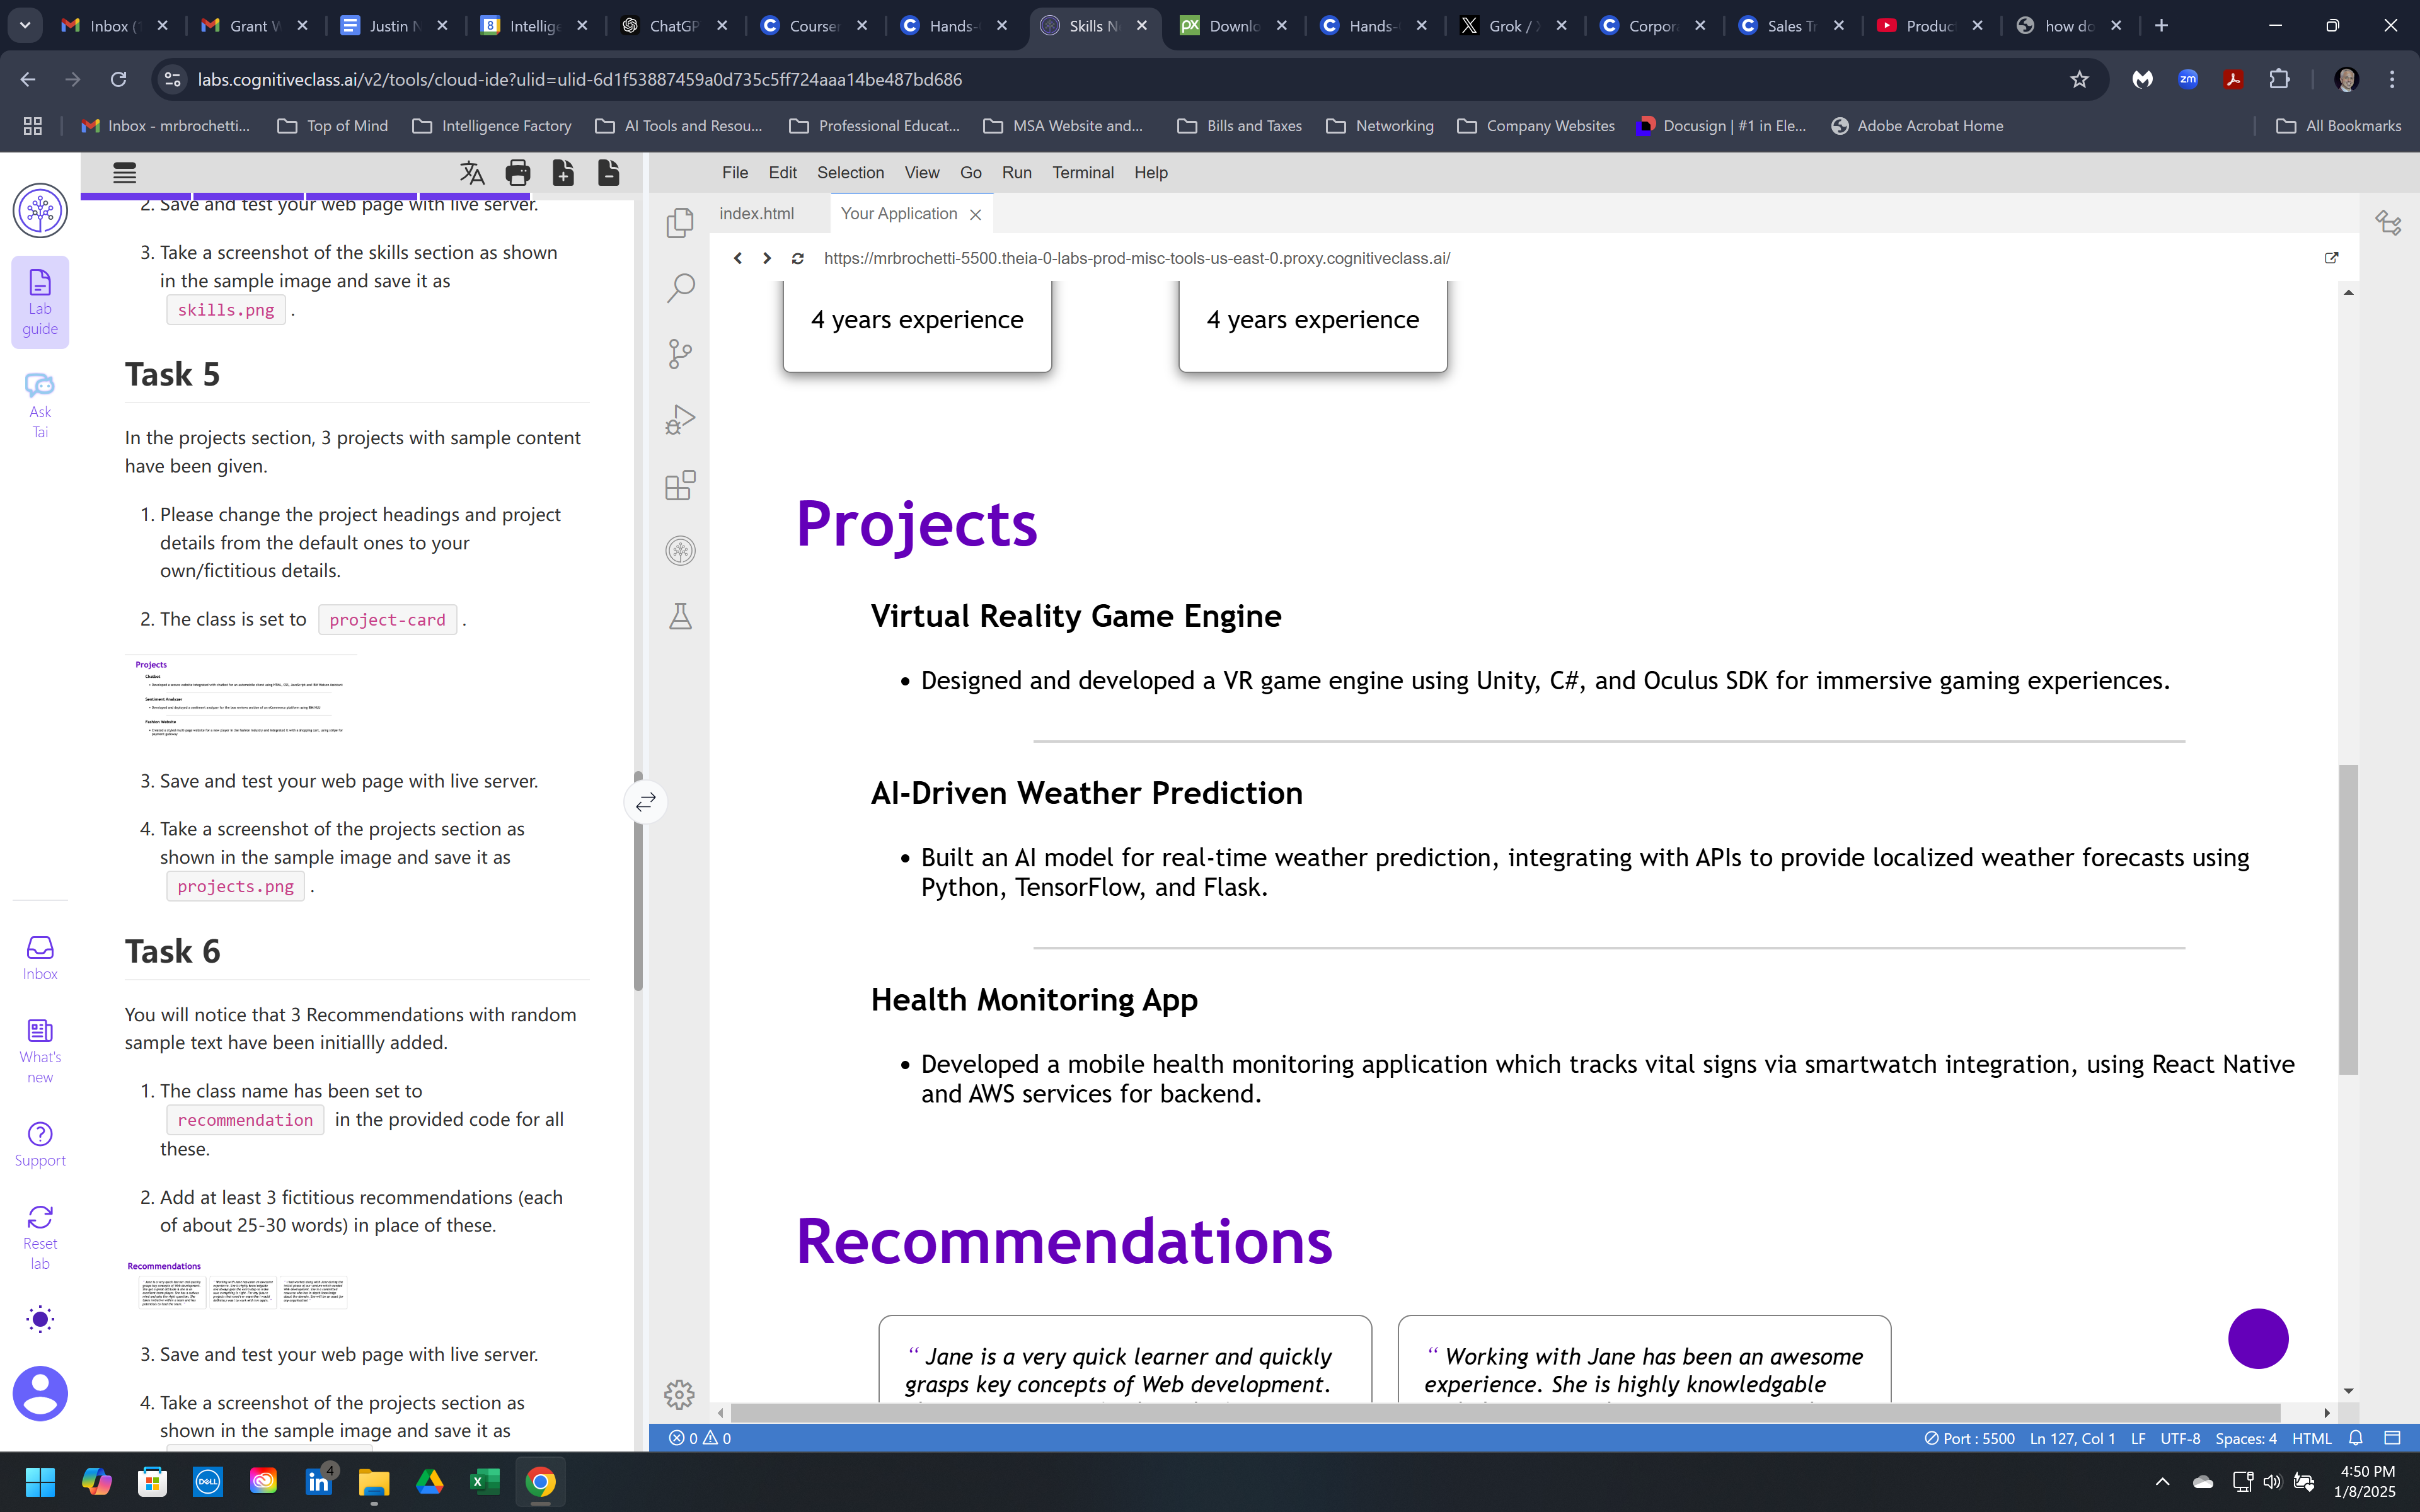 Inbox (
Grant W
Justin N
Intellige
ChatGP
Courser
Hands-
Skills N
Downlo
Hands-
Grok /
Corpor
Sales Tr
Produc
how do
labs.cognitiveclass.ai/v2/tools/cloud-ide?ulid=ulid-6d1f53887459a0d735c5ff724aaa14be487bd686
Inbox - mrbrochetti...
Top of Mind
Intelligence Factory
AI Tools and Resou...
Professional Educat...
MSA Website and...
Bills and Taxes
Networking
Company Websites
Docusign | #1 in Ele...
Adobe Acrobat Home
All Bookmarks
Lab
guide
Ask
Tai
Inbox
What's
new
Support
Reset
lab
2. Save and test your web page with live server.
3. Take a screenshot of the skills section as shown
in the sample image and save it as
skills.png .
Task 5
In the projects section, 3 projects with sample content
have been given.
1. Please change the project headings and project
details from the default ones to your
own/fictitious details.
2. The class is set to project-card .
Projects
Chatbot
Sentiment Analyzer
Fashion Website
3. Save and test your web page with live server.
4. Take a screenshot of the projects section as
shown in the sample image and save it as
projects.png .
Task 6
You will notice that 3 Recommendations with random
sample text have been initiallly added.
1. The class name has been set to
recommendation in the provided code for all
these.
2. Add at least 3 fictitious recommendations (each
of about 25-30 words) in place of these.
Recommendations
3. Save and test your web page with live server.
4. Take a screenshot of the projects section as
shown in the sample image and save it as
File Edit Selection View Go Run Terminal Help
index.html
Your Application
https://mrbrochetti-5500.theia-0-labs-prod-misc-tools-us-east-0.proxy.cognitiveclass.ai/
4 years experience
4 years experience
Projects
Virtual Reality Game Engine
• Designed and developed a VR game engine using Unity, C#, and Oculus SDK for immersive gaming experiences.
AI-Driven Weather Prediction
• Built an AI model for real-time weather prediction, integrating with APIs to provide localized weather forecasts using
Python, TensorFlow, and Flask.
Health Monitoring App
• Developed a mobile health monitoring application which tracks vital signs via smartwatch integration, using React Native
and AWS services for backend.
Recommendations
“ Jane is a very quick learner and quickly
grasps key concepts of Web development.
“ Working with Jane has been an awesome
experience. She is highly knowledgable
0 0
Port : 5500
Ln 127, Col 1
LF
UTF-8
Spaces: 4
HTML
4
4:50 PM
1/8/2025